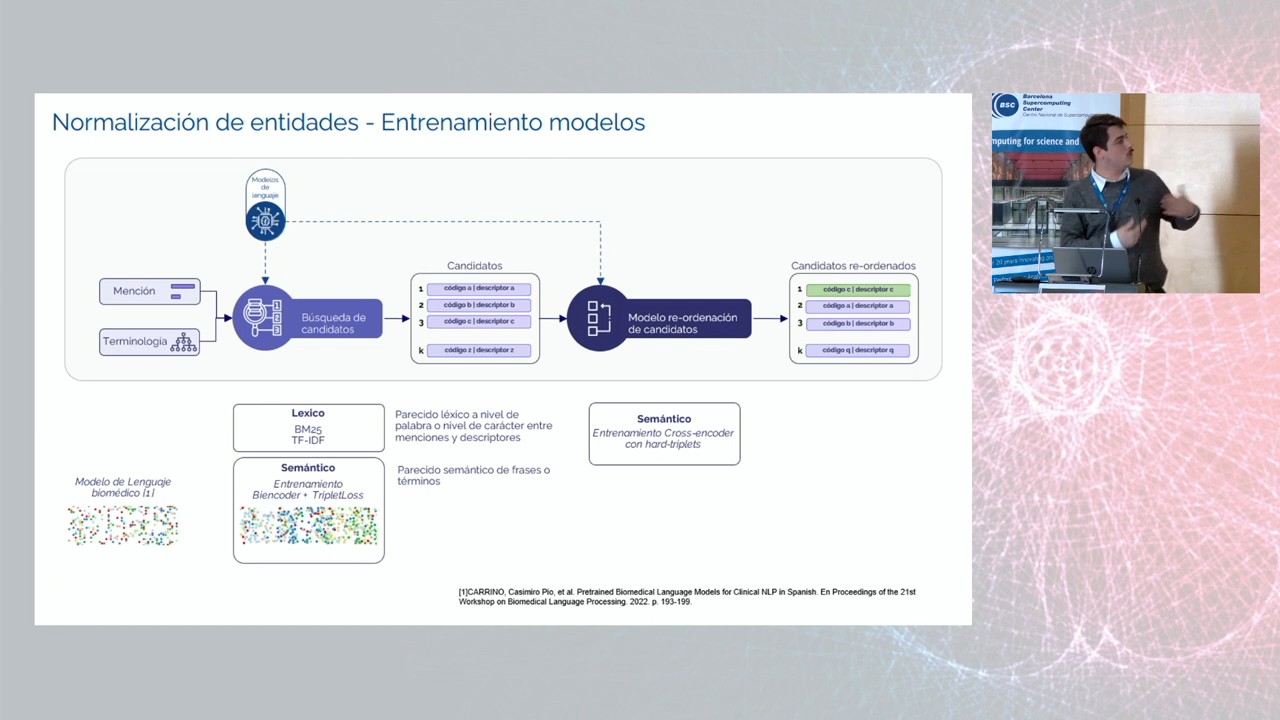 Normalización de entidades - Entrenamiento modelos
Modelos
de
lenguaje
Mención
Terminología
Búsqueda de
candidatos
Candidatos
1 código a | descriptor a
2 código b | descriptor b
3 código c | descriptor c
k código z | descriptor z
Modelo re-ordenación
de candidatos
Candidatos re-ordenados
1 código c | descriptor c
2 código a | descriptor a
3 código b | descriptor b
k código q | descriptor q
Lexico
BM25
TF-IDF
Parecido léxico a nivel de
palabra o nivel de carácter entre
menciones y descriptores
Semántico
Entrenamiento Cross-encoder
con hard-triplets
Modelo de Lenguaje
biomédico [1]
Semántico
Entrenamiento
Biencoder + TripletLoss
Parecido semántico de frases o
términos
[1]CARRINO, Casimiro Pio, et al. Pretrained Biomedical Language Models for Clinical NLP in Spanish. En Proceedings of the 21st
Workshop on Biomedical Language Processing. 2022. p. 193-199.
BSC
Barcelona
Supercomputing
Center
Centro Nacional de Supercomputa
mputing for science and
20 years innovating
hp